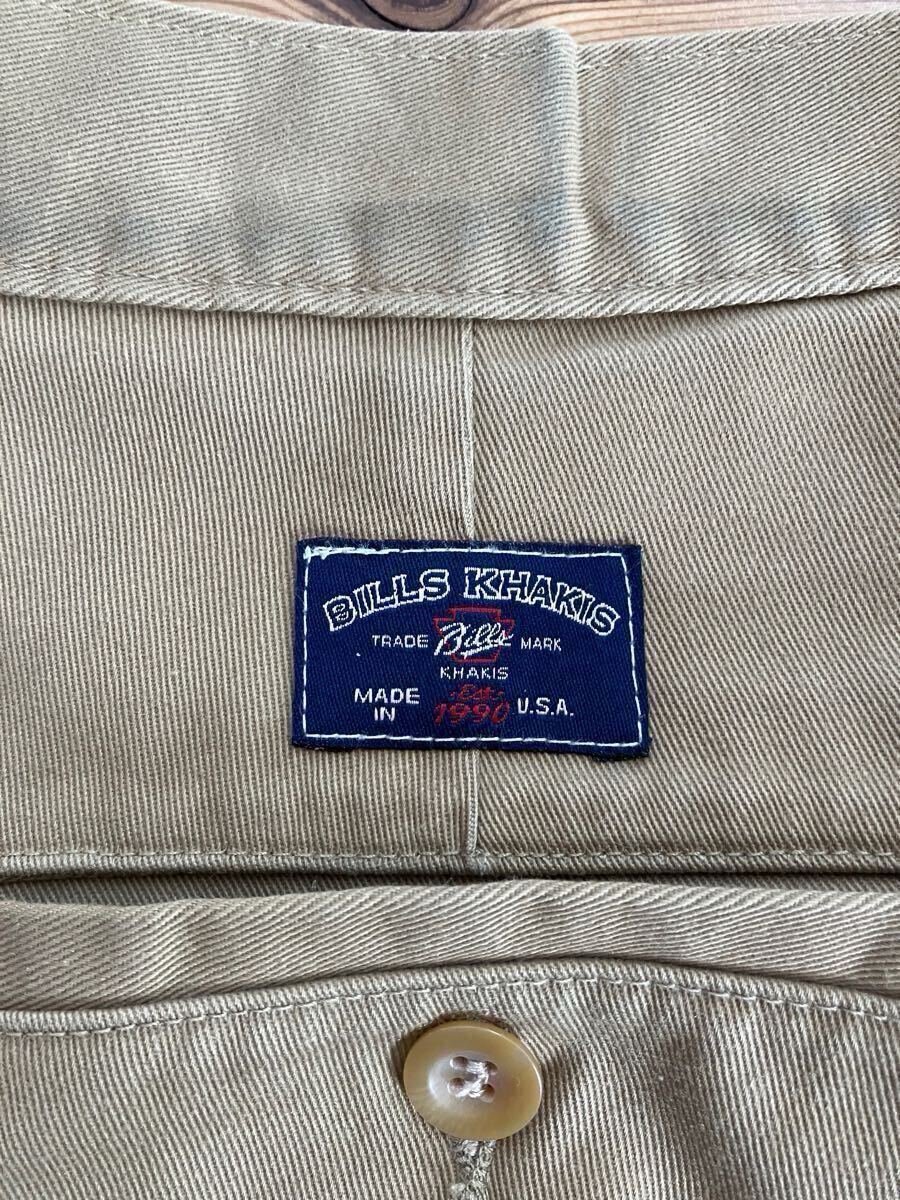 BILLS KHAKIS
TRADE Bills MARK
KHAKIS
MADE IN -Est- 1990 U.S.A.